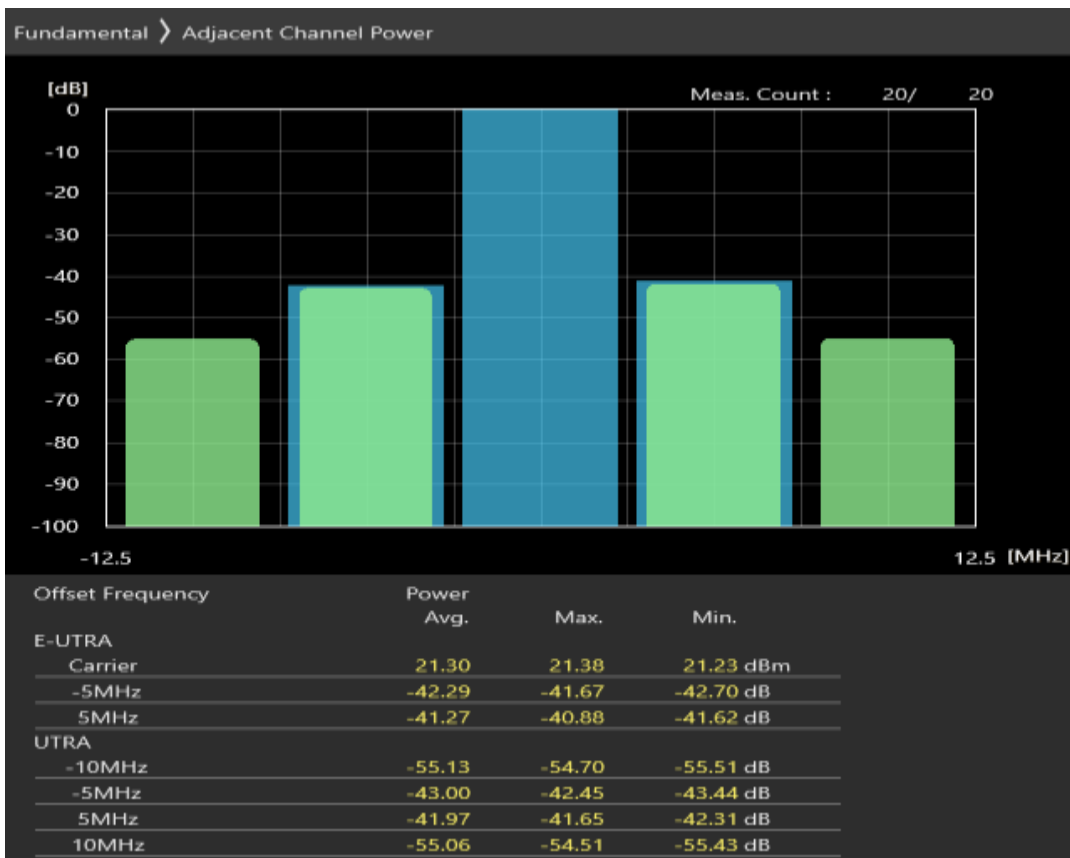 Fundamental 〉 Adjacent Channel Power
[dB]
Meas. Count : 20/ 20
0
-10
-20
-30
-40
-50
-60
-70
-80
-90
-100
-12.5 12.5 [MHz]
Offset Frequency Power
Avg. Max. Min.
E-UTRA
Carrier 21.30 21.38 21.23 dBm
-5MHz -42.29 -41.67 -42.70 dB
5MHz -41.27 -40.88 -41.62 dB
UTRA
-10MHz -55.13 -54.70 -55.51 dB
-5MHz -43.00 -42.45 -43.44 dB
5MHz -41.97 -41.65 -42.31 dB
10MHz -55.06 -54.51 -55.43 dB